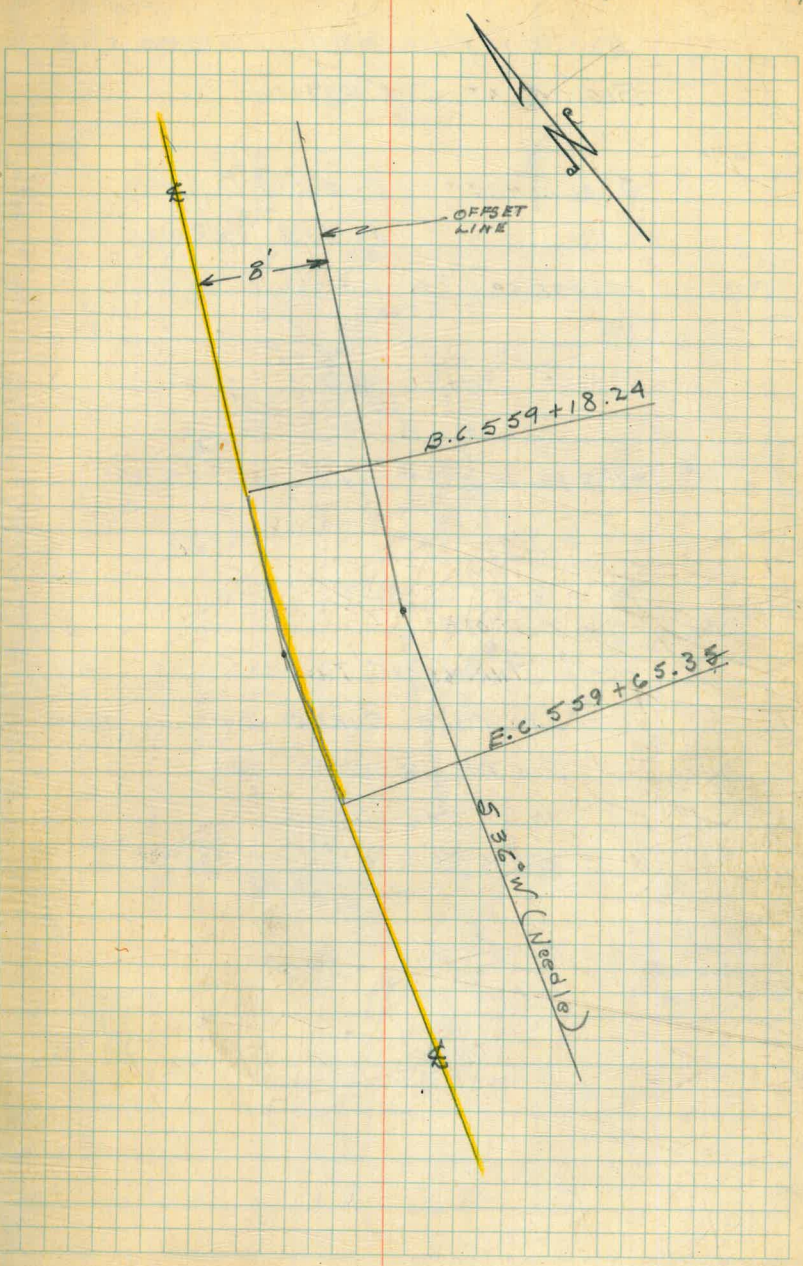 ℄
OFFSET
LINE
8'
B.C. 559+18.24
E.C. 559+65.35
S 36° W (Needle)
℄